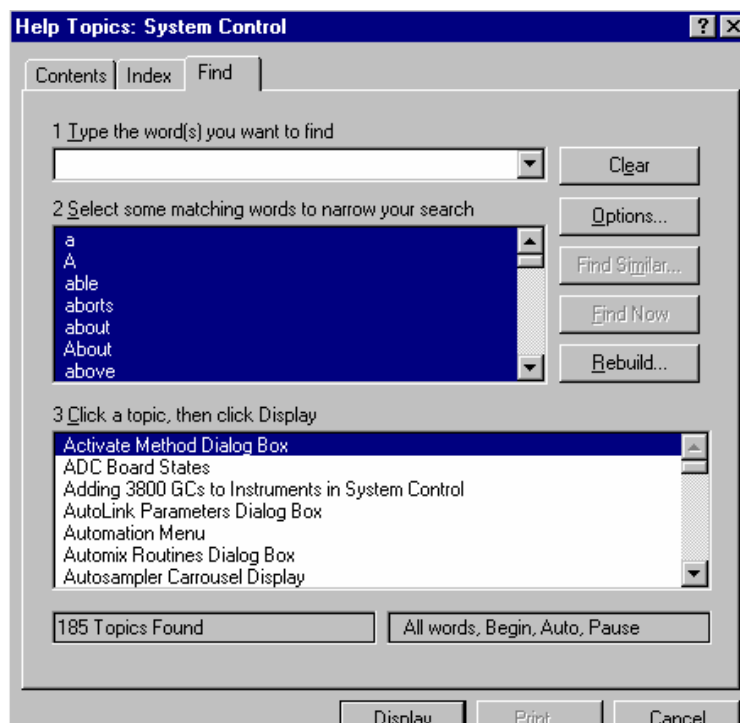 Help Topics: System Control
Contents Index Find
1 Type the word(s) you want to find
Clear
2 Select some matching words to narrow your search
Options...
a
A
able
aborts
about
About
above
Find Similar...
Find Now
Rebuild...
3 Click a topic, then click Display
Activate Method Dialog Box
ADC Board States
Adding 3800 GCs to Instruments in System Control
AutoLink Parameters Dialog Box
Automation Menu
Automix Routines Dialog Box
Autosampler Carrousel Display
185 Topics Found
All words, Begin, Auto, Pause
Display Print... Cancel